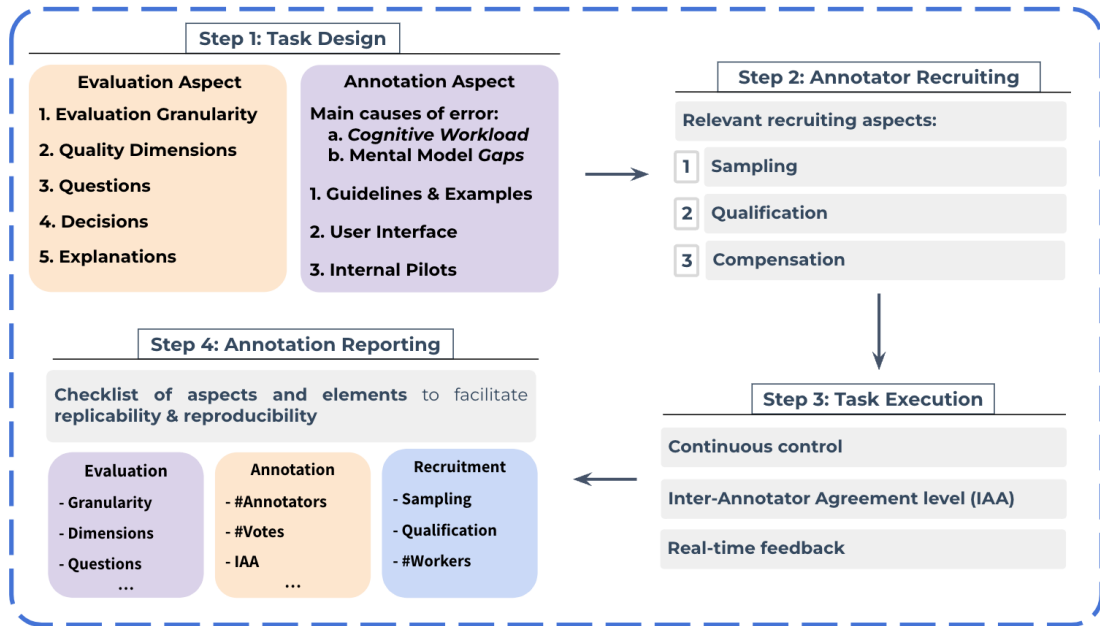 Step 1: Task Design
Evaluation Aspect
1. Evaluation Granularity
2. Quality Dimensions
3. Questions
4. Decisions
5. Explanations
Annotation Aspect
Main causes of error:
a. Cognitive Workload
b. Mental Model Gaps
1. Guidelines & Examples
2. User Interface
3. Internal Pilots
Step 2: Annotator Recruiting
Relevant recruiting aspects:
1 Sampling
2 Qualification
3 Compensation
Step 3: Task Execution
Continuous control
Inter-Annotator Agreement level (IAA)
Real-time feedback
Step 4: Annotation Reporting
Checklist of aspects and elements to facilitate
replicability & reproducibility
Evaluation
- Granularity
- Dimensions
- Questions
...
Annotation
- #Annotators
- #Votes
- IAA
...
Recruitment
- Sampling
- Qualification
- #Workers